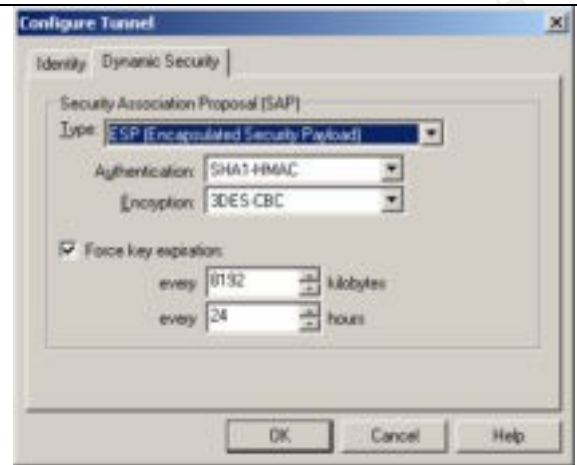 Configure Tunnel
Identity Dynamic Security
Security Association Proposal (SAP)
Type: ESP (Encapsulated Security Payload)
Authentication: SHA1-HMAC
Encryption: 3DES-CBC
Force key expiration:
every 8192 kilobytes
every 24 hours
OK Cancel Help